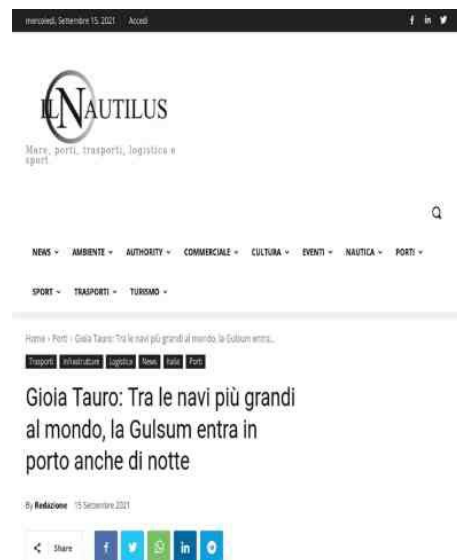 mercoledì, Settembre 15, 2021 Accedi
IL NAUTILUS
Mare, porti, trasporti, logistica e
sport
NEWS AMBIENTE AUTHORITY COMMERCIALE CULTURA EVENTI NAUTICA PORTI
SPORT TRASPORTI TURISMO
Home › Porti › Gioia Tauro: Tra le navi più grandi al mondo, la Gulsum entra...
Trasporti Infrastrutture Logistica News Italia Porti
Gioia Tauro: Tra le navi più grandi
al mondo, la Gulsum entra in
porto anche di notte
By Redazione 15 Settembre 2021
Share